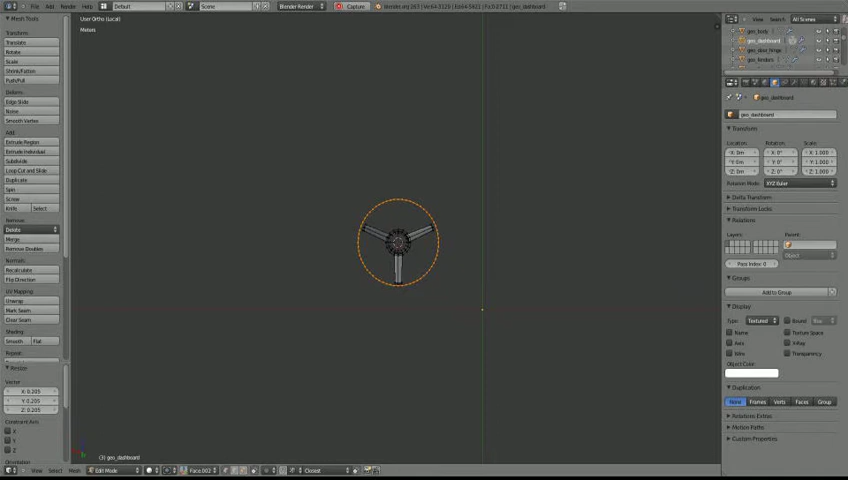 File Add Render Help
Default
Scene
Blender Render
Capture
User Ortho (Local)
Meters
Mesh Tools
Transform:
Translate
Rotate
Scale
Shrink/Fatten
Push/Pull
Deform:
Edge Slide
Noise
Smooth Vertex
Add:
Extrude Region
Extrude Individual
Subdivide
Loop Cut and Slide
Duplicate
Spin
Screw
Knife Select
Remove:
Delete
Merge
Remove Doubles
Normals:
Recalculate
Flip Direction
UV Mapping:
Unwrap
Mark Seam
Clear Seam
Shading:
Smooth Flat
Repeat:
Resize
Vector
X: 0.205
Y: 0.205
Z: 0.205
Constraint Axis
X
Y
Z
Orientation
(3) geo_dashboard
View Select Mesh
Edit Mode
Face.002
Closest
View Search All Scenes
geo_body
geo_dashboard
geo_door_hinge
geo_fenders
geo_dashboard
geo_dashboard
Transform
Location: Rotation: Scale:
X: 0m X: 0° X: 1.000
Y: 0m Y: 0° Y: 1.000
Z: 0m Z: 0° Z: 1.000
Rotation Mode: XYZ Euler
Delta Transform
Transform Locks
Relations
Layers: Parent:
Object
Pass Index: 0
Groups
Add to Group
Display
Type: Textured Bound Box
Name Texture Space
Axis X-Ray
Wire Transparency
Object Color:
Duplication
None Frames Verts Faces Group
Relations Extras
Motion Paths
Custom Properties